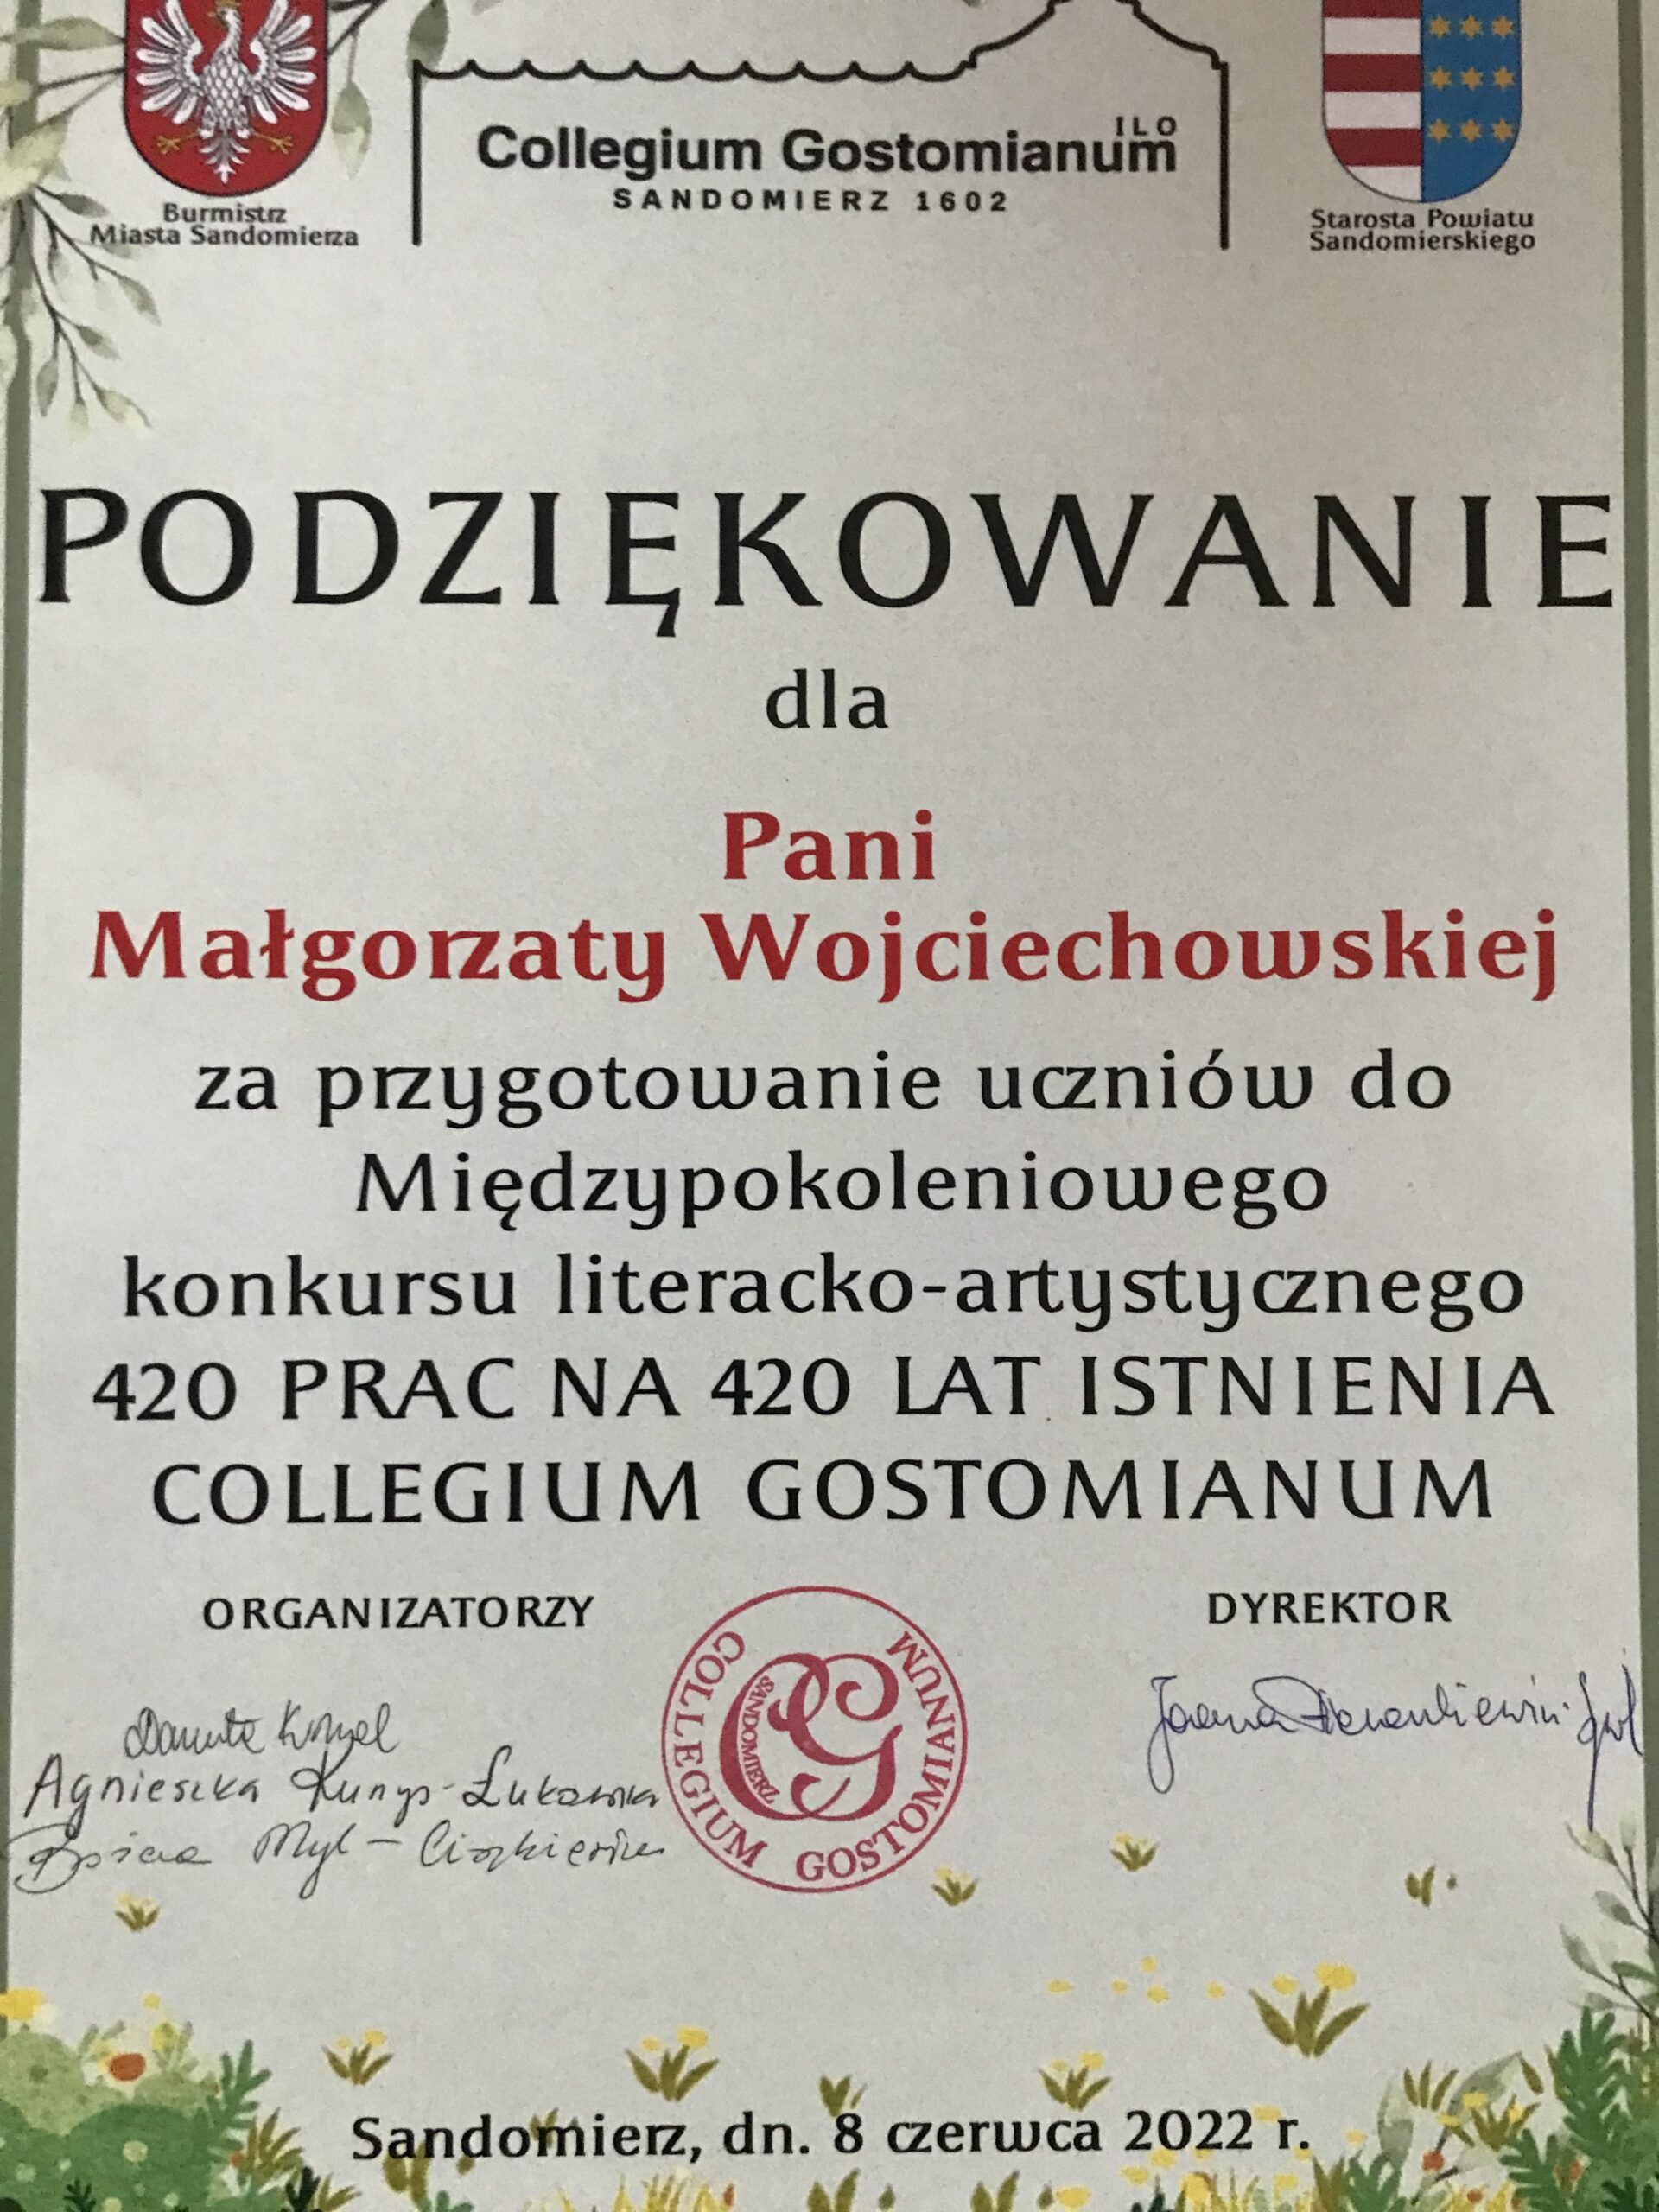 ILO
Collegium Gostomianum
SANDOMIERZ 1602
Burmistrz
Miasta Sandomierza
Starosta Powiatu
Sandomierskiego
PODZIĘKOWANIE
dla
Pani
Małgorzaty Wojciechowskiej
za przygotowanie uczniów do
Międzypokoleniowego
konkursu literacko-artystycznego
420 PRAC NA 420 LAT ISTNIENIA
COLLEGIUM GOSTOMIANUM
ORGANIZATORZY
DYREKTOR
Agnieszka Kunys-Łukawska
COLLEGIUM GOSTOMIANUM
SANDOMIERZ
CG
Sandomierz, dn. 8 czerwca 2022 r.